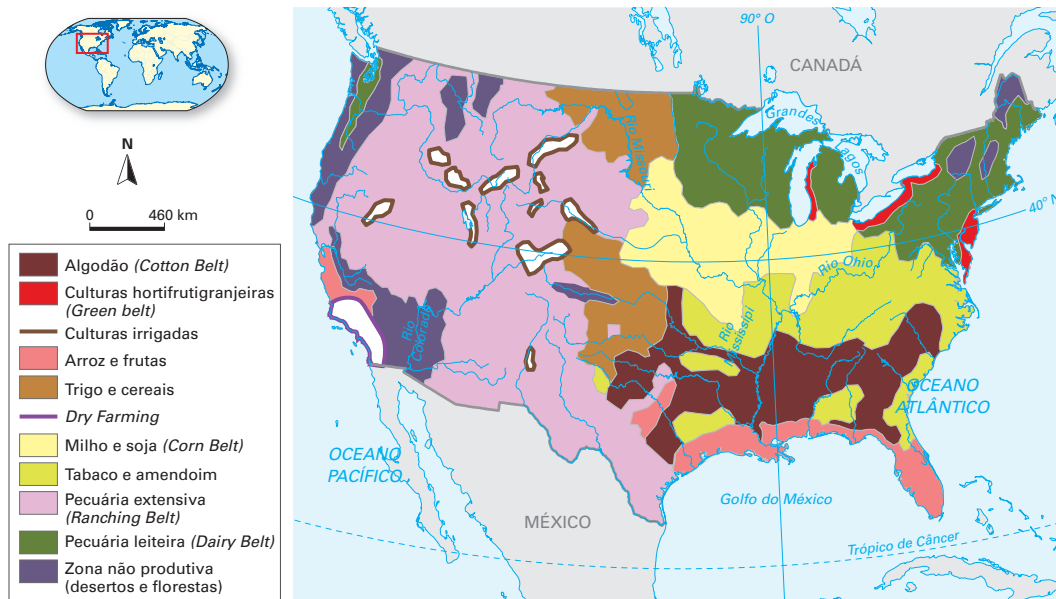 N
0 460 km
Algodão (Cotton Belt)
Culturas hortifrutigranjeiras
(Green belt)
Culturas irrigadas
Arroz e frutas
Trigo e cereais
Dry Farming
Milho e soja (Corn Belt)
Tabaco e amendoim
Pecuária extensiva
(Ranching Belt)
Pecuária leiteira (Dairy Belt)
Zona não produtiva
(desertos e florestas)
90° O
CANADÁ
Grandes
Lagos
Rio Missouri
40° N
Rio Ohio
Rio
Colorado
Rio
Mississipi
OCEANO
ATLÂNTICO
OCEANO
PACÍFICO
Golfo do México
MÉXICO
Trópico de Câncer